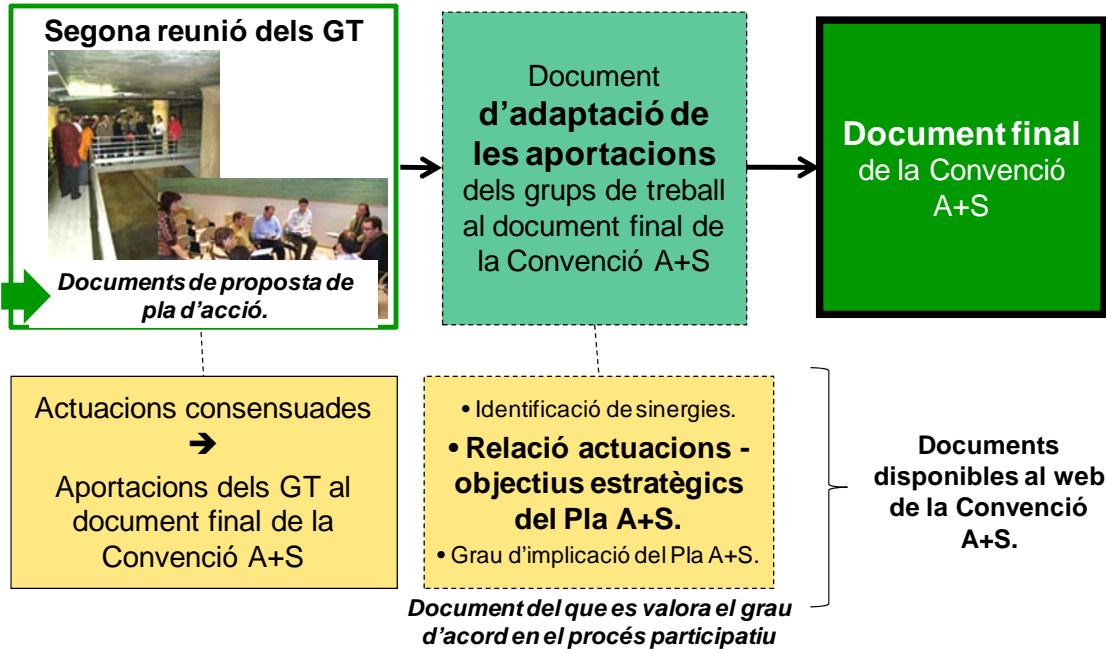 Segona reunió dels GT
Documents de proposta de
pla d'acció.
Document
d'adaptació de
les aportacions
dels grups de treball
al document final de
la Convenció A+S
Document final
de la Convenció
A+S
Actuacions consensuades
➔
Aportacions dels GT al
document final de la
Convenció A+S
• Identificació de sinergies.
• Relació actuacions -
objectius estratègics
del Pla A+S.
• Grau d'implicació del Pla A+S.
Document del que es valora el grau
d'acord en el procés participatiu
Documents
disponibles al web
de la Convenció
A+S.